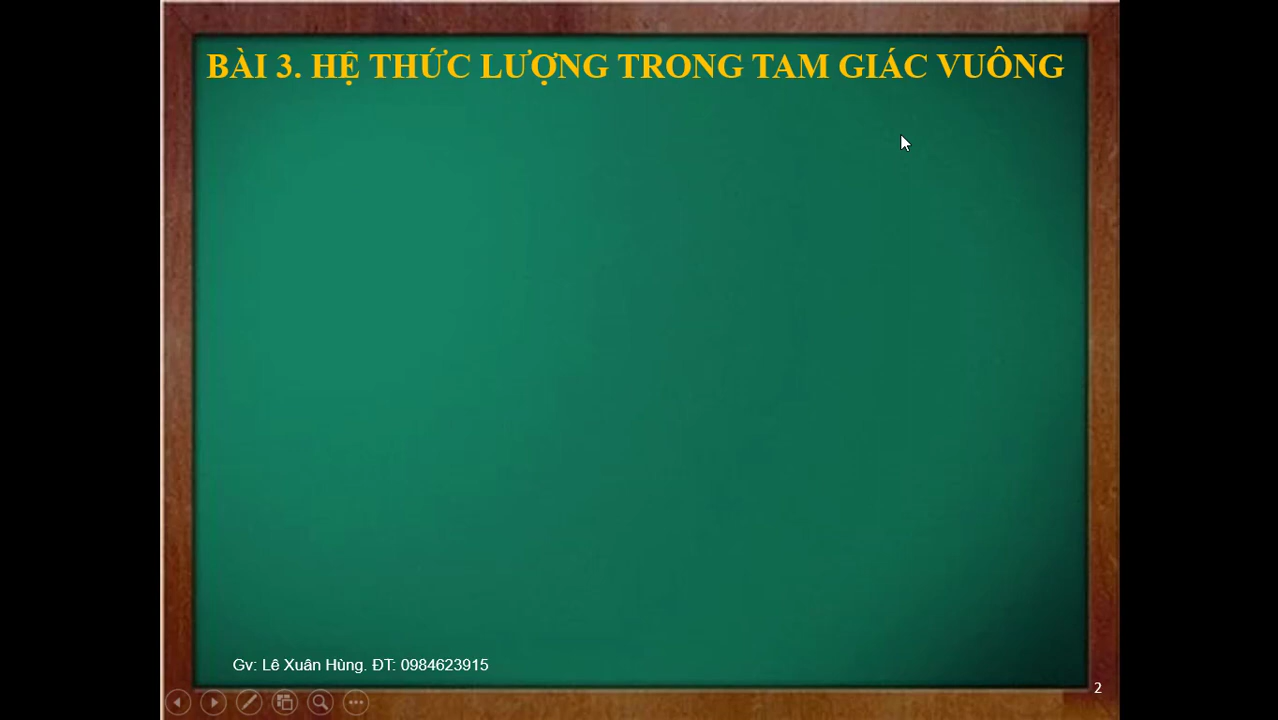 BÀI 3. HỆ THỨC LƯỢNG TRONG TAM GIÁC VUÔNG
Gv: Lê Xuân Hùng. ĐT: 0984623915
2